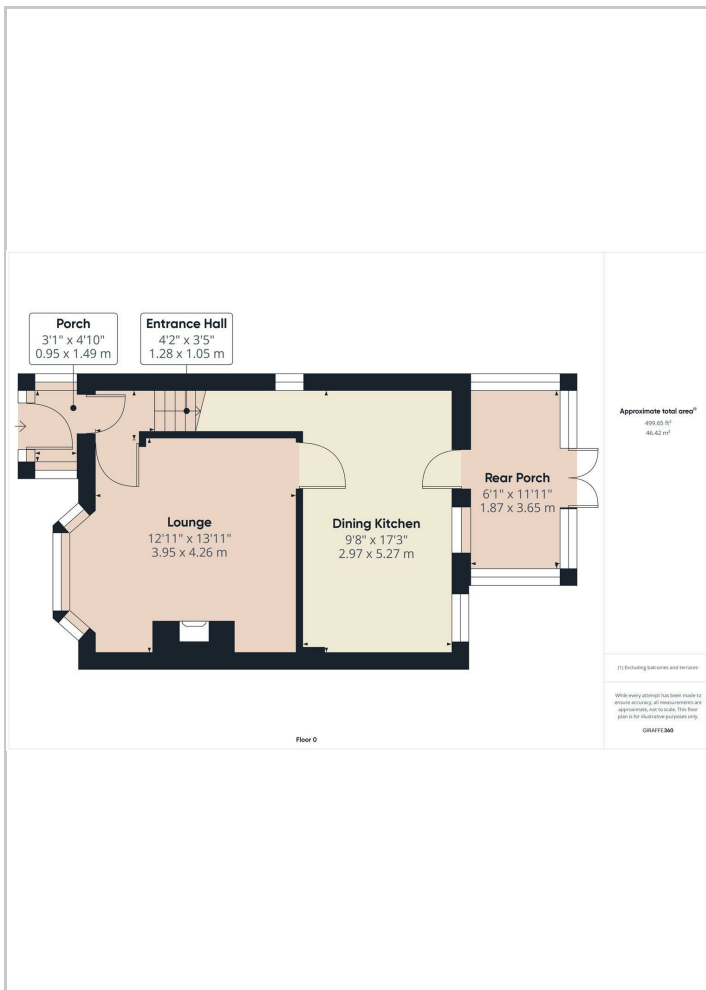 Porch
3'1" x 4'10"
0.95 x 1.49 m
Entrance Hall
4'2" x 3'5"
1.28 x 1.05 m
Lounge
12'11" x 13'11"
3.95 x 4.26 m
Dining Kitchen
9'8" x 17'3"
2.97 x 5.27 m
Rear Porch
6'1" x 11'11"
1.87 x 3.65 m
Floor 0
Approximate total area⁽¹⁾
499.65 ft²
46.42 m²
(1) Excluding balconies and terraces
While every attempt has been made to
ensure accuracy, all measurements are
approximate, not to scale. This floor
plan is for illustrative purposes only.
GIRAFFE360